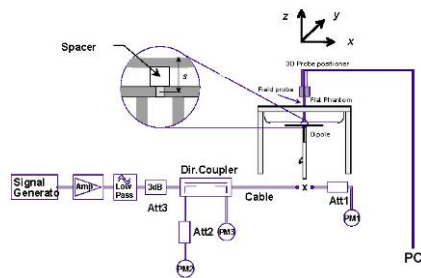 z
y
x
Spacer
s
3D Probe positioner
Field probe
Flat Phantom
Dipole
Signal
Generato
Amp
Low
Pass
3dB
Att3
Dir.Coupler
Cable
x
Att1
PM1
Att2
PM3
PM2
PC